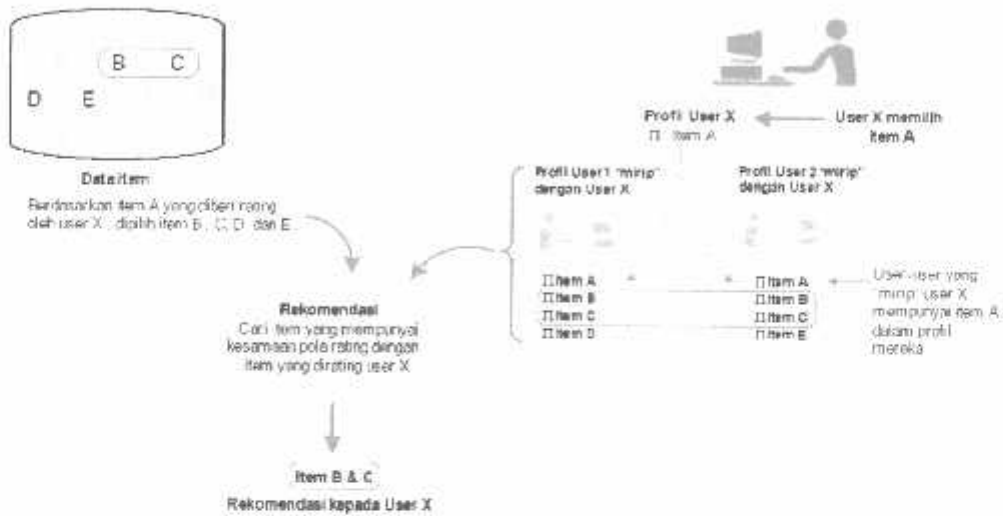 B C
D E
Data item
Berdasarkan item A yang diberi rating
oleh user X, dipilih item B, C, D dan E
Profil User X
Item A
User X memilih
Item A
Profil User 1 "mirip"
dengan User X
Profil User 2 "mirip"
dengan User X
Item A
Item B
Item C
Item D
Item A
Item B
Item C
Item E
User-user yang
"mirip" user X
mempunyai item A
dalam profil
mereka
Rekomendasi
Cari item yang mempunyai
kesamaan pola rating dengan
item yang dirating user X
Item B & C
Rekomendasi kepada User X